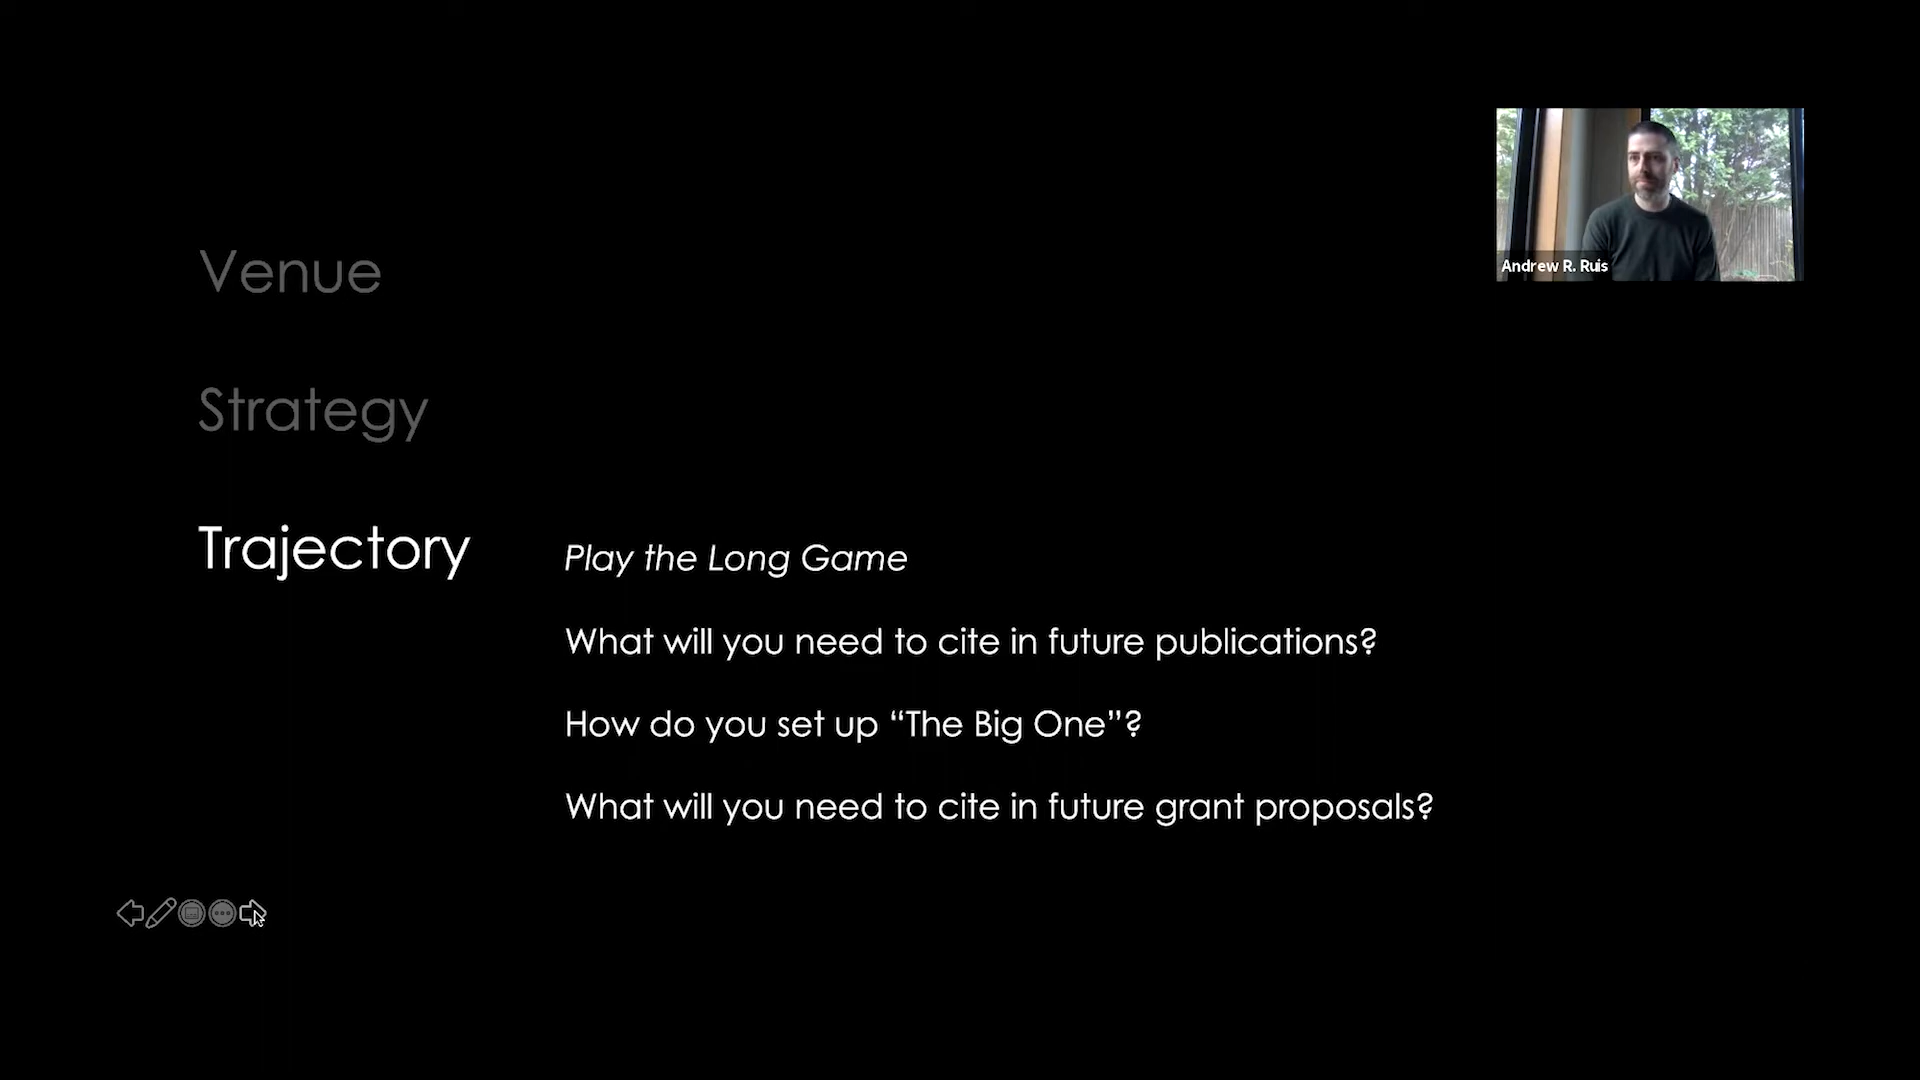 Andrew R. Ruis
Venue
Strategy
Trajectory
Play the Long Game
What will you need to cite in future publications?
How do you set up “The Big One”?
What will you need to cite in future grant proposals?